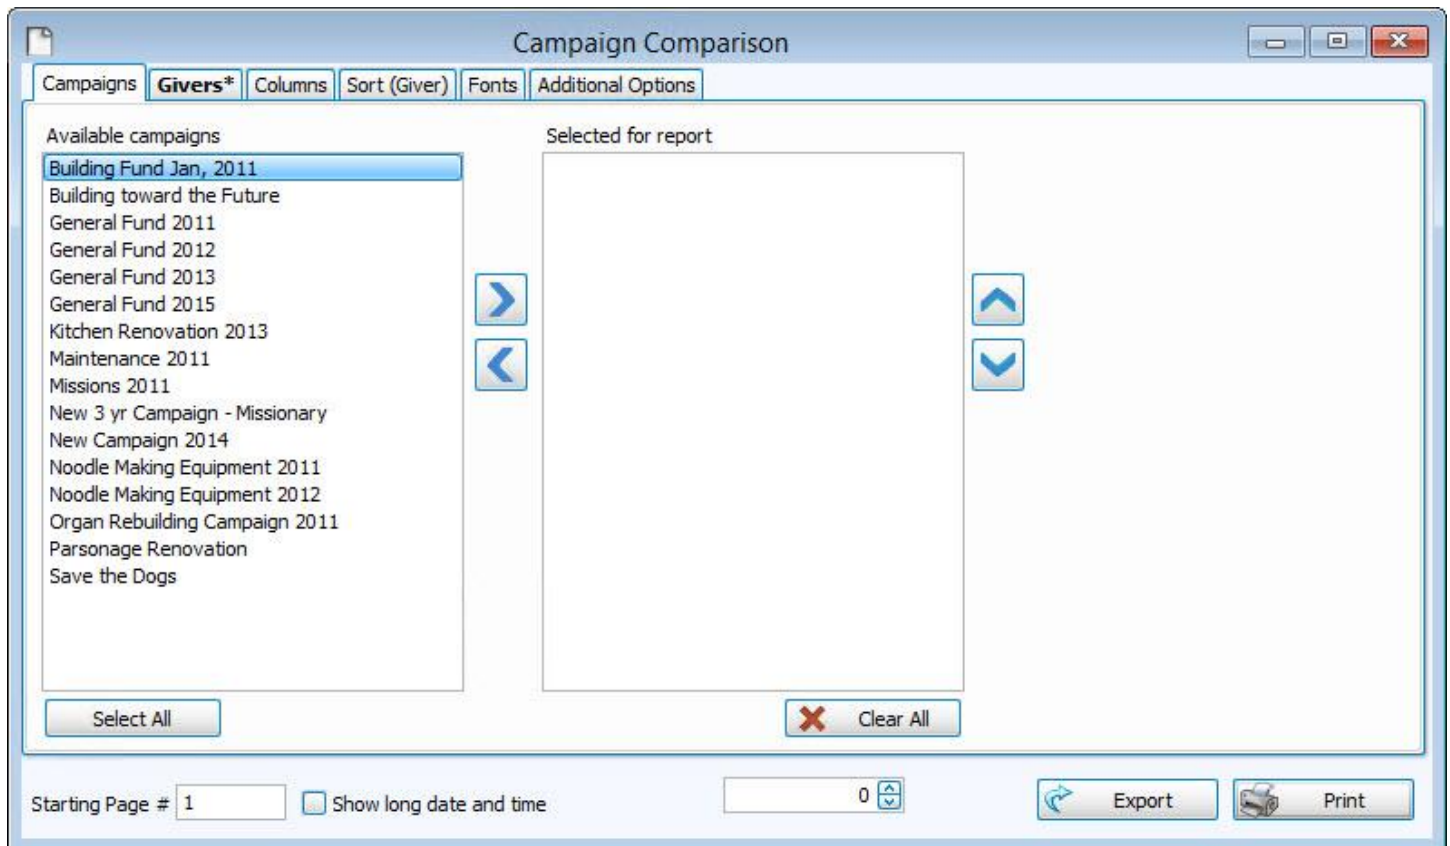 Campaign Comparison
Campaigns Givers* Columns Sort (Giver) Fonts Additional Options
Available campaigns Selected for report
Building Fund Jan, 2011
Building toward the Future
General Fund 2011
General Fund 2012
General Fund 2013
General Fund 2015
Kitchen Renovation 2013
Maintenance 2011
Missions 2011
New 3 yr Campaign - Missionary
New Campaign 2014
Noodle Making Equipment 2011
Noodle Making Equipment 2012
Organ Rebuilding Campaign 2011
Parsonage Renovation
Save the Dogs
Select All Clear All
Starting Page # 1 Show long date and time 0 Export Print